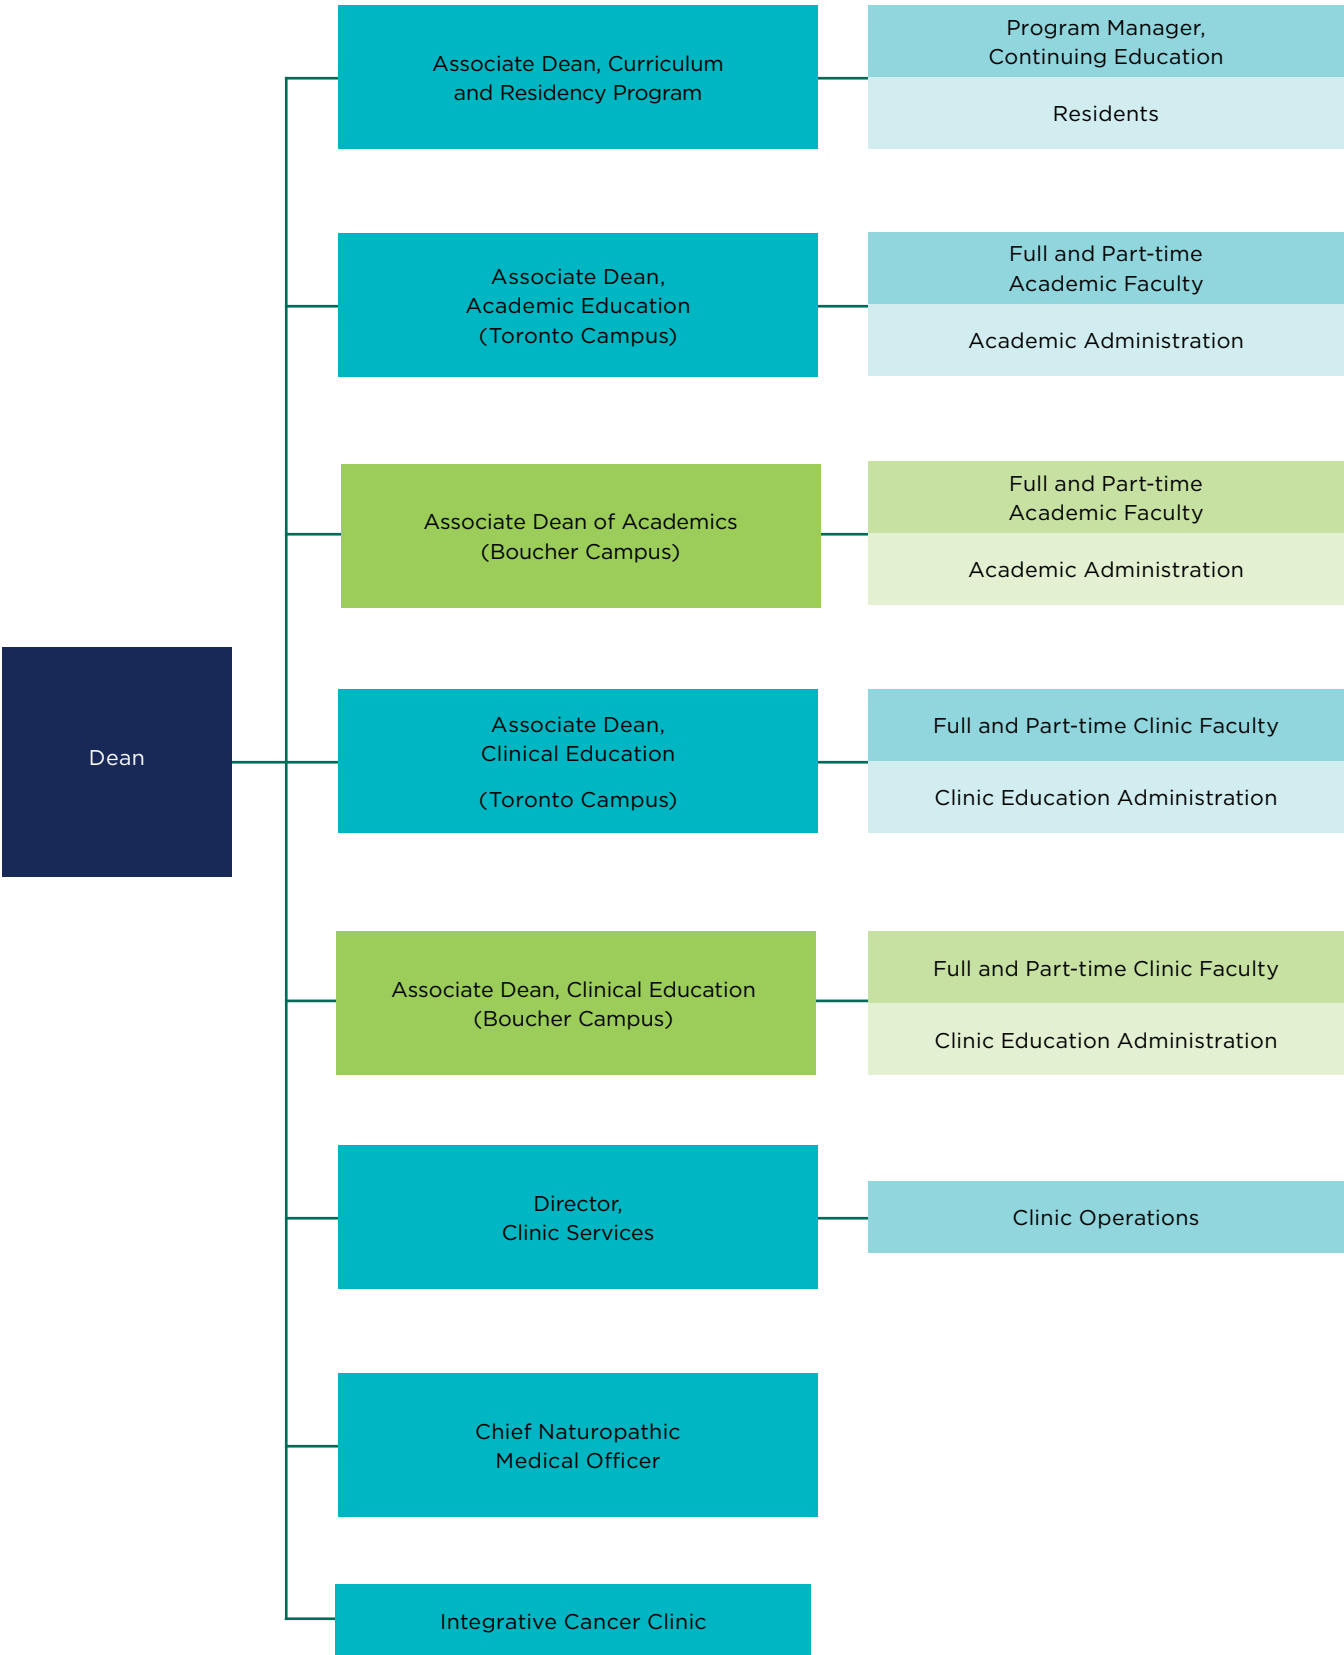 Dean
Associate Dean, Curriculum
and Residency Program
Program Manager,
Continuing Education
Residents
Associate Dean,
Academic Education
(Toronto Campus)
Full and Part-time
Academic Faculty
Academic Administration
Associate Dean of Academics
(Boucher Campus)
Full and Part-time
Academic Faculty
Academic Administration
Associate Dean,
Clinical Education
(Toronto Campus)
Full and Part-time Clinic Faculty
Clinic Education Administration
Associate Dean, Clinical Education
(Boucher Campus)
Full and Part-time Clinic Faculty
Clinic Education Administration
Director,
Clinic Services
Clinic Operations
Chief Naturopathic
Medical Officer
Integrative Cancer Clinic